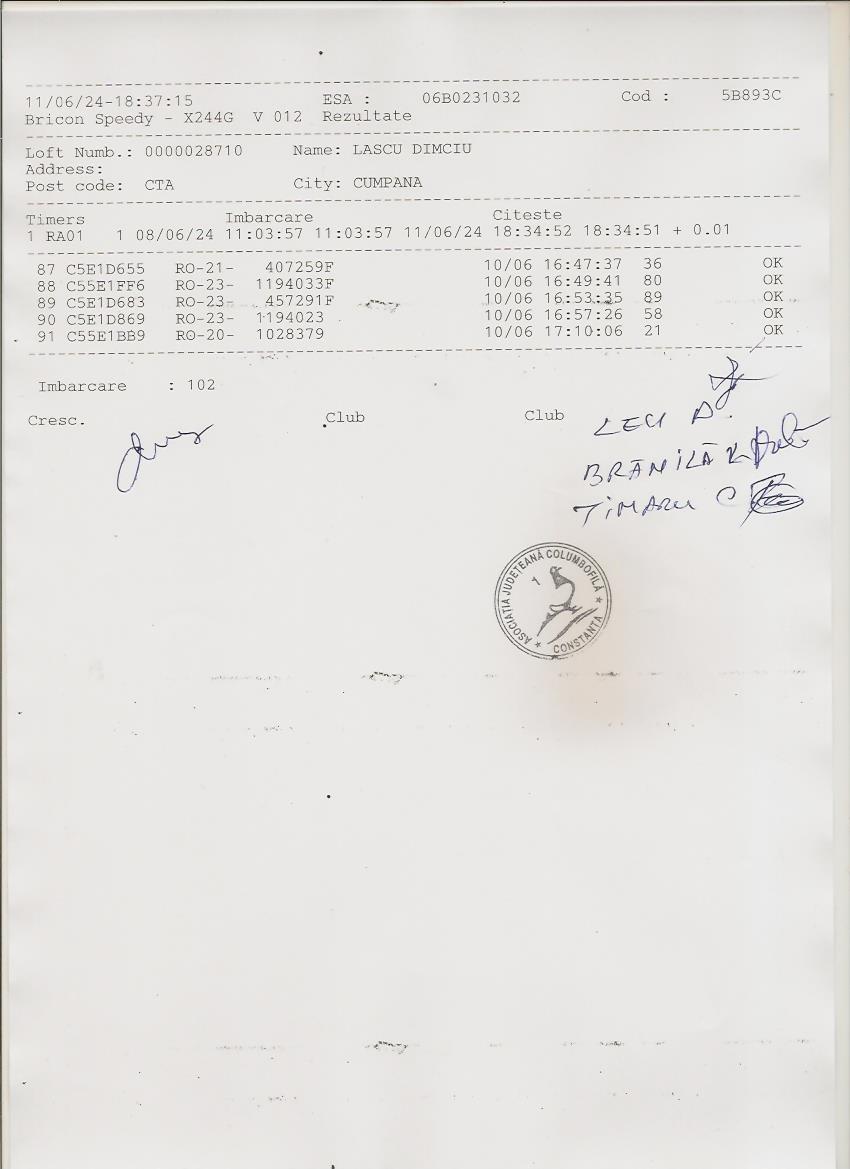 11/06/24-18:37:15 ESA : 06B0231032 Cod : 5B893C
Bricon Speedy - X244G V 012 Rezultate
Loft Numb.: 0000028710 Name: LASCU DIMCIU
Address:
Post code: CTA City: CUMPANA
Timers Imbarcare Citeste
1 RA01 1 08/06/24 11:03:57 11:03:57 11/06/24 18:34:52 18:34:51 + 0.01
87 C5E1D655 RO-21- 407259F 10/06 16:47:37 36 OK
88 C55E1FF6 RO-23- 1194033F 10/06 16:49:41 80 OK
89 C5E1D683 RO-23- 457291F 10/06 16:53:35 89 OK
90 C5E1D869 RO-23- 1194023 10/06 16:57:26 58 OK
91 C55E1BB9 RO-20- 1028379 10/06 17:10:06 21 OK
Imbarcare : 102
Cresc. Club Club
BRĂNILĂ
TIMARU C
ASOCIATIA JUDEȚEANĂ COLUMBOFILĂ
CONSTANTA